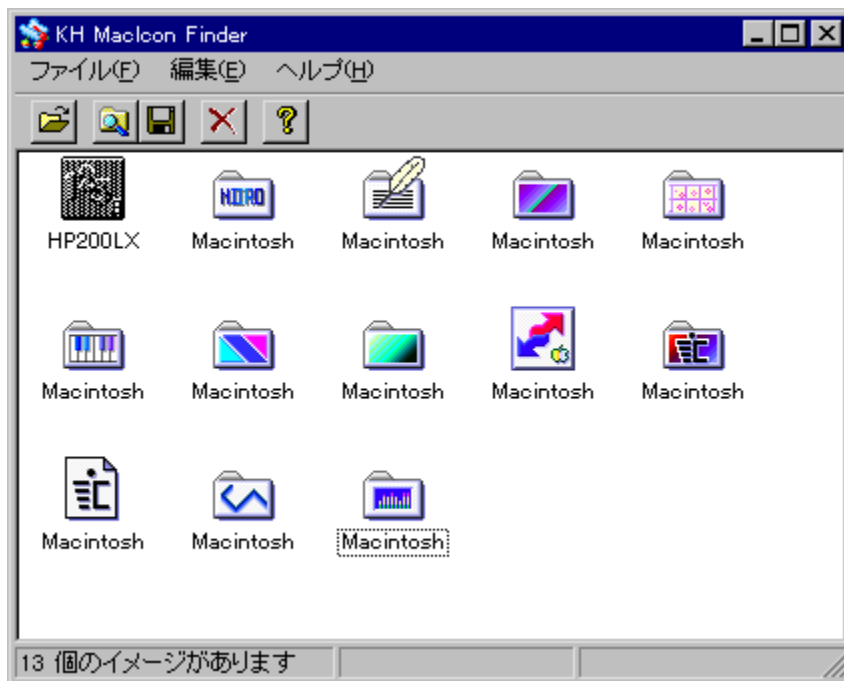 KH MacIcon Finder
ファイル(F) 編集(E) ヘルプ(H)
HP200LX Macintosh Macintosh Macintosh Macintosh
Macintosh Macintosh Macintosh Macintosh Macintosh
Macintosh Macintosh Macintosh
13 個のイメージがあります